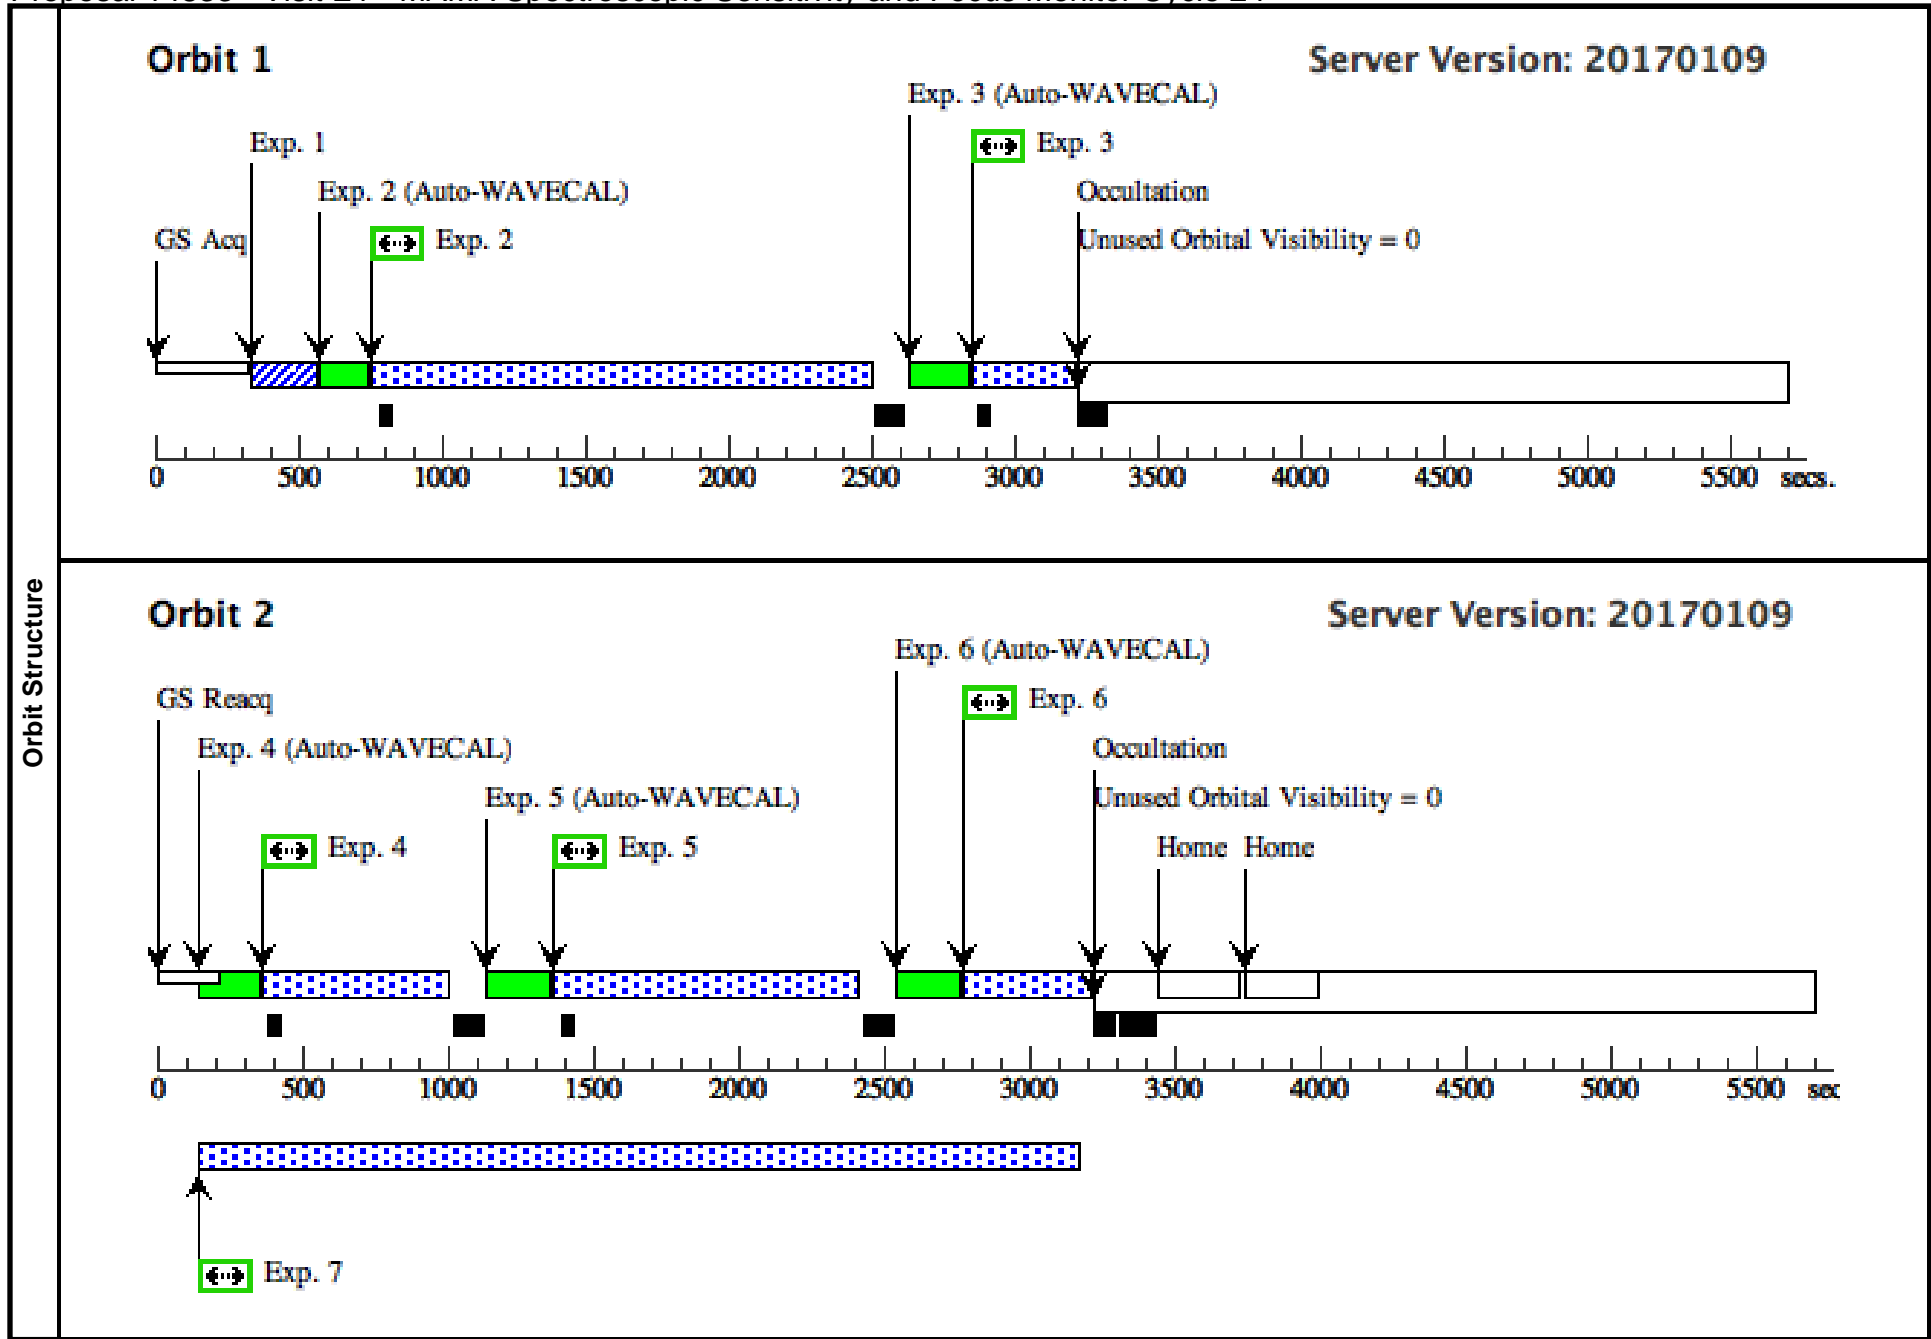 Orbit Structure
Orbit 1
Server Version: 20170109
Exp. 3 (Auto-WAVECAL)
Exp. 1
Exp. 3
Exp. 2 (Auto-WAVECAL)
Occultation
GS Acq
Exp. 2
Unused Orbital Visibility = 0
0 500 1000 1500 2000 2500 3000 3500 4000 4500 5000 5500 secs.
Orbit 2
Server Version: 20170109
Exp. 6 (Auto-WAVECAL)
GS Reacq
Exp. 6
Exp. 4 (Auto-WAVECAL)
Occultation
Exp. 5 (Auto-WAVECAL)
Unused Orbital Visibility = 0
Exp. 4
Exp. 5
Home Home
0 500 1000 1500 2000 2500 3000 3500 4000 4500 5000 5500 sec
Exp. 7